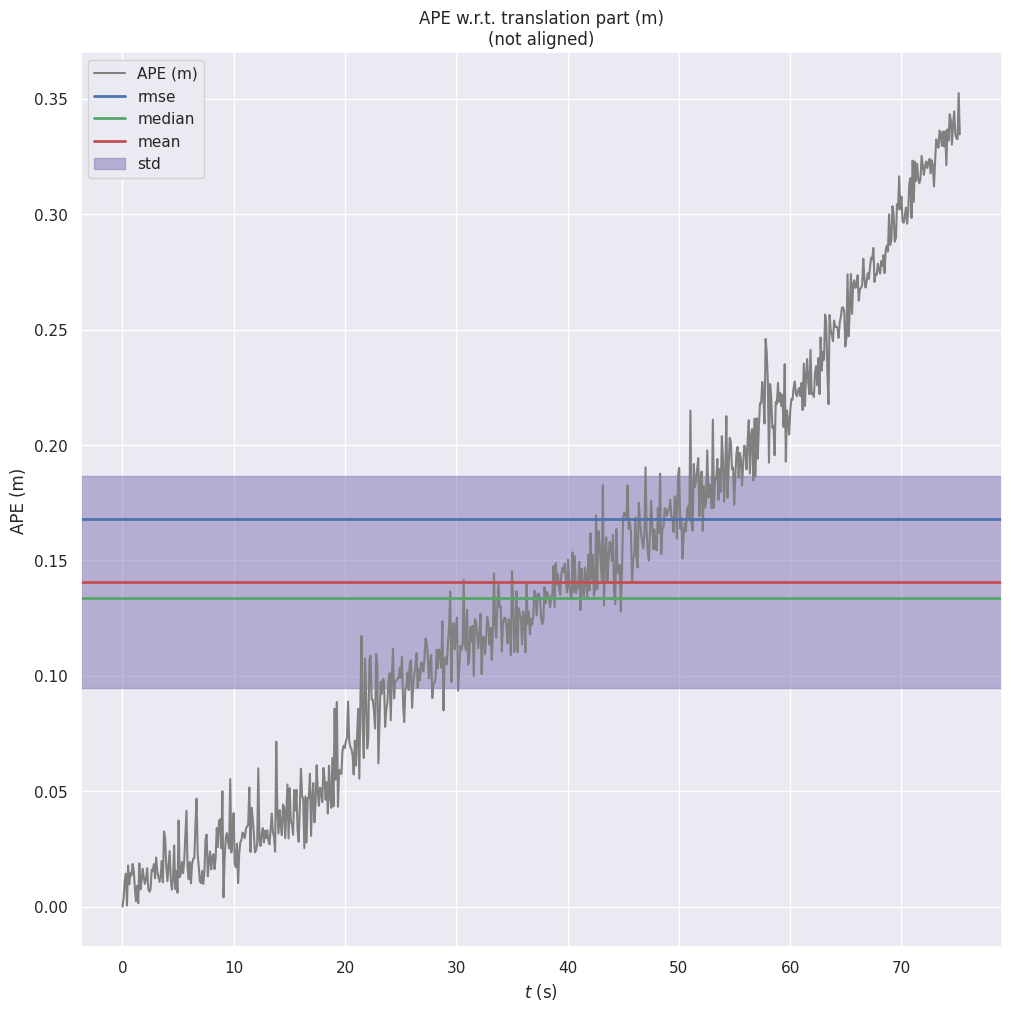 APE w.r.t. translation part (m)
(not aligned)
APE (m)
rmse
median
mean
std
APE (m)
0.35
0.30
0.25
0.20
0.15
0.10
0.05
0.00
0 10 20 30 40 50 60 70
t (s)